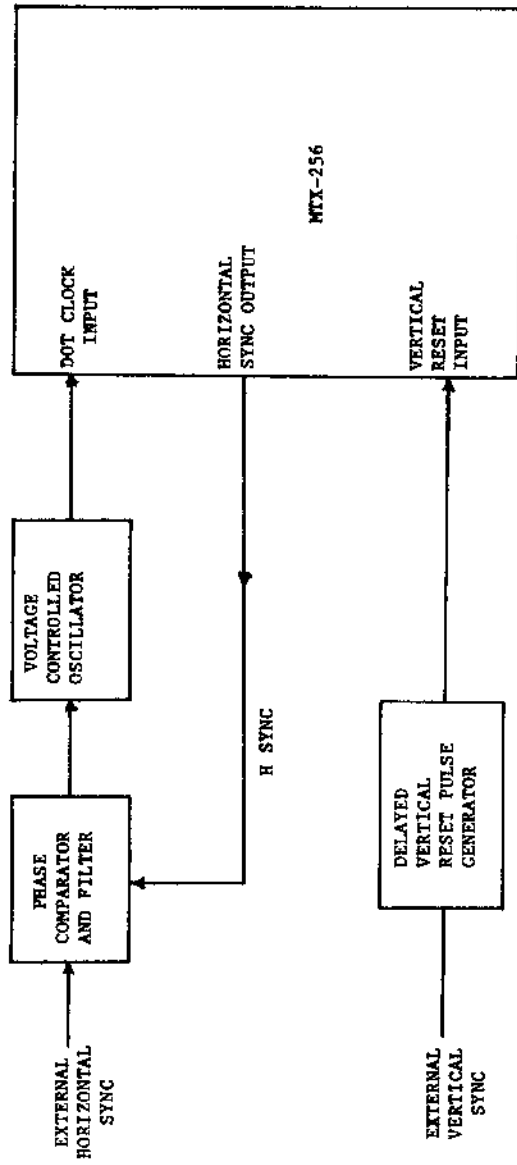 EXTERNAL
HORIZONTAL
SYNC
PHASE
COMPARATOR
AND FILTER
VOLTAGE
CONTROLLED
OSCILLATOR
DOT CLOCK
INPUT
H SYNC
HORIZONTAL
SYNC OUTPUT
MTX-256
EXTERNAL
VERTICAL
SYNC
DELAYED
VERTICAL
RESET PULSE
GENERATOR
VERTICAL
RESET
INPUT